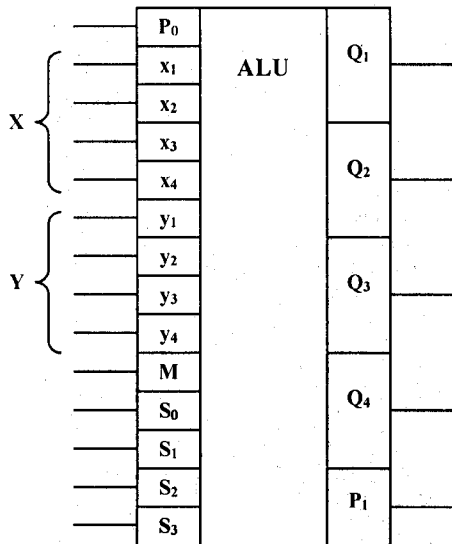 P₀
X
x₁
x₂
x₃
x₄
Y
y₁
y₂
y₃
y₄
M
S₀
S₁
S₂
S₃
ALU
Q₁
Q₂
Q₃
Q₄
P₁